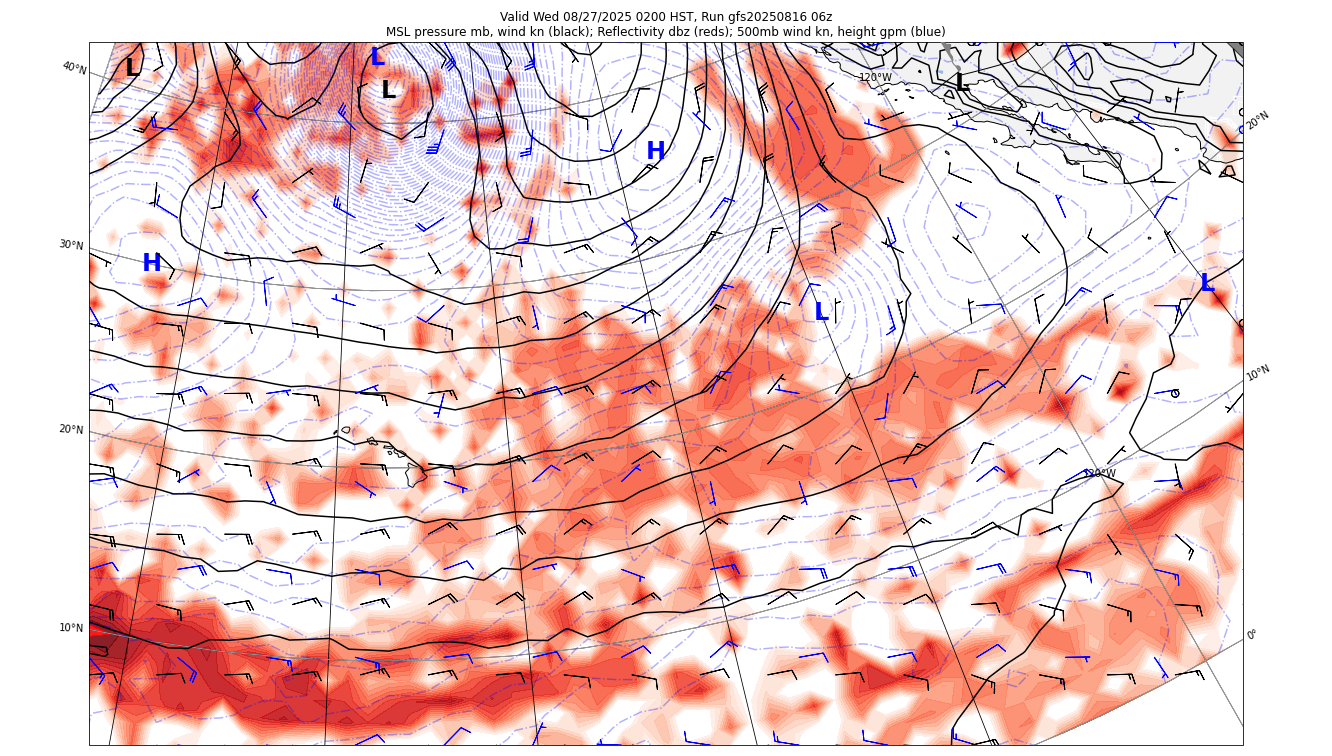 Valid Wed 08/27/2025 0200 HST, Run gfs20250816 06z
MSL pressure mb, wind kn (black); Reflectivity dbz (reds); 500mb wind kn, height gpm (blue)
L
L
L
L
H
H
L
L
40°N
30°N
20°N
10°N
120°W
20°N
10°N
120°W
0°